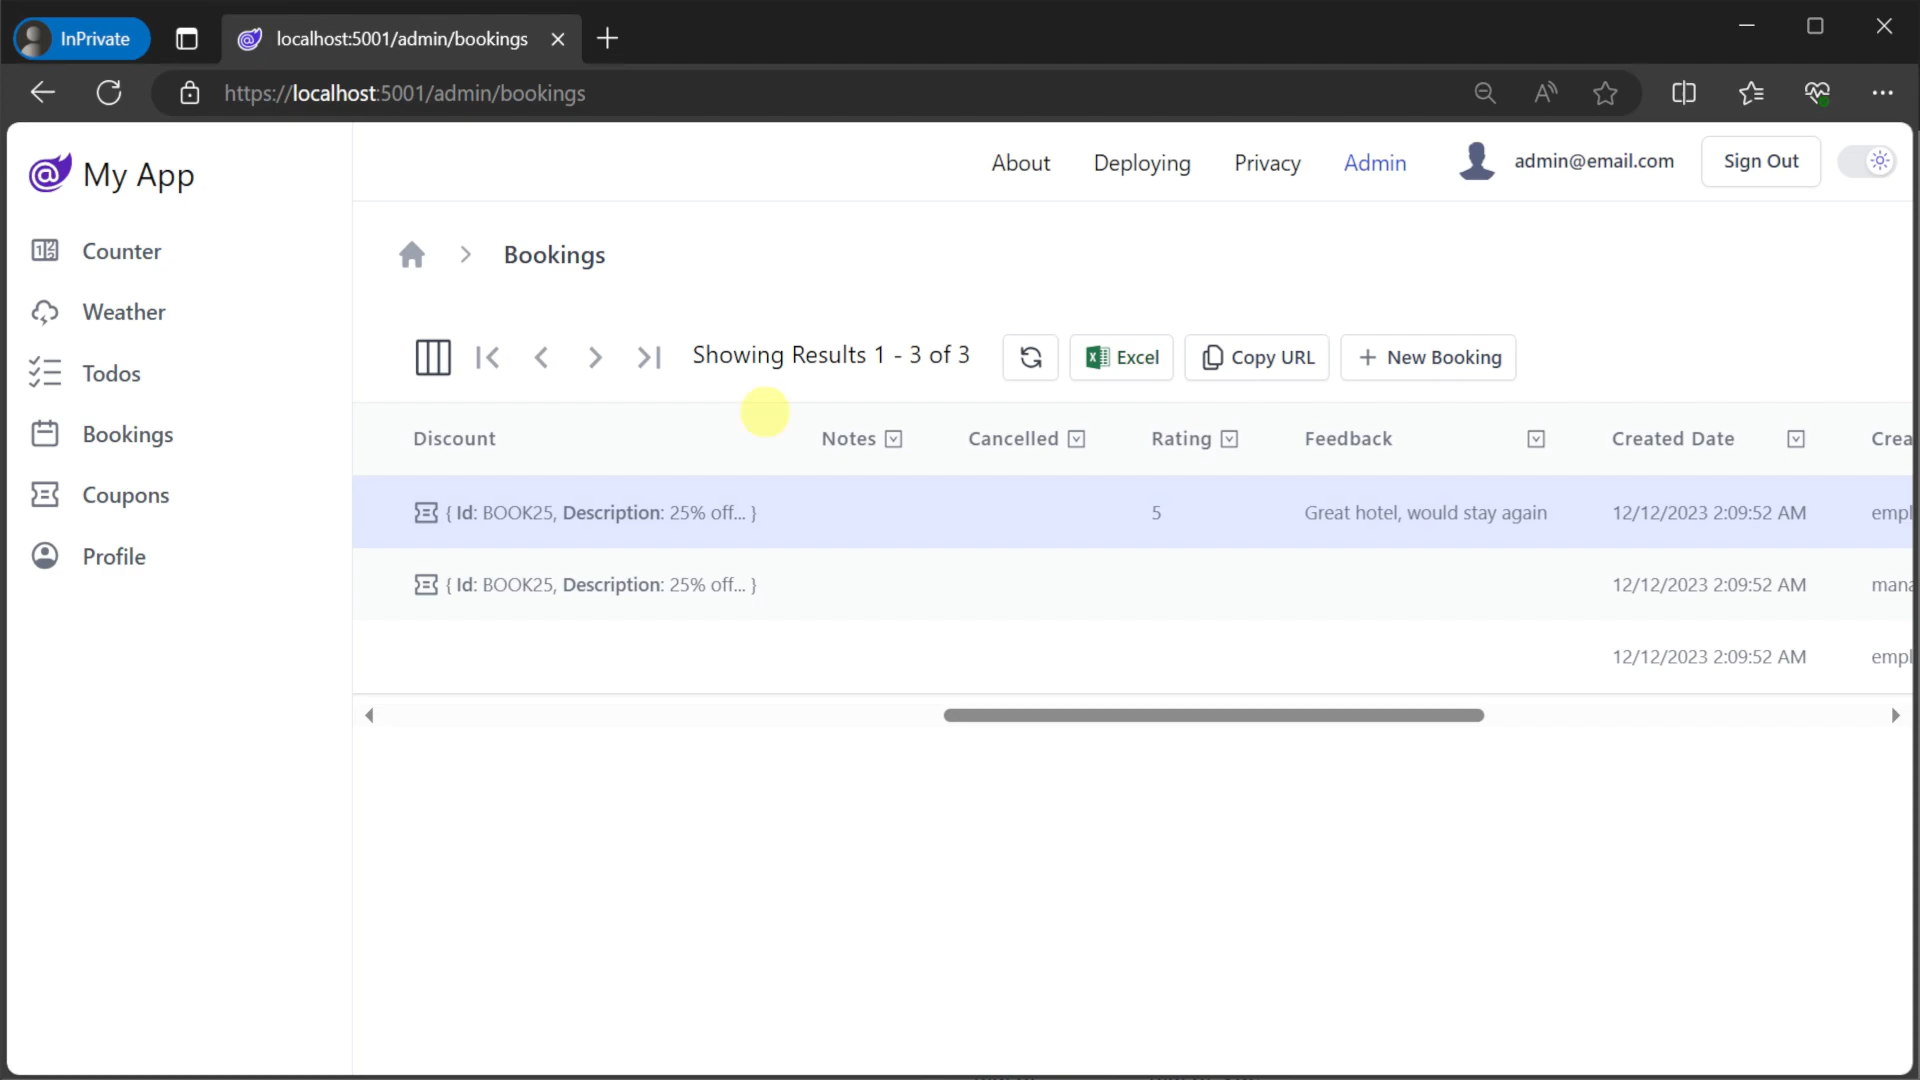 InPrivate
localhost:5001/admin/bookings
https://localhost:5001/admin/bookings
My App
About
Deploying
Privacy
Admin
admin@email.com
Sign Out
Counter
Weather
Todos
Bookings
Coupons
Profile
Bookings
Showing Results 1 - 3 of 3
Excel
Copy URL
New Booking
Discount Notes Cancelled Rating Feedback Created Date Crea
{ Id: BOOK25, Description: 25% off... } 5 Great hotel, would stay again 12/12/2023 2:09:52 AM empl
{ Id: BOOK25, Description: 25% off... } 12/12/2023 2:09:52 AM mana
12/12/2023 2:09:52 AM empl